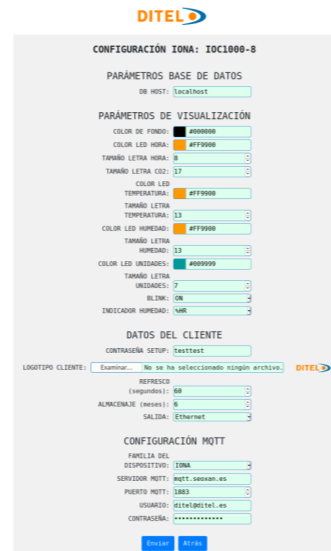 DITEL
CONFIGURACIÓN IONA: IOC1000-8
PARÁMETROS BASE DE DATOS
DB HOST: localhost
PARÁMETROS DE VISUALIZACIÓN
COLOR DE FONDO: #000000
COLOR LED HORA: #FF9900
TAMAÑO LETRA HORA: 8
TAMAÑO LETRA CO2: 17
COLOR LED
TEMPERATURA: #FF9900
TAMAÑO LETRA
TEMPERATURA: 13
COLOR LED HUMEDAD: #FF9900
TAMAÑO LETRA
HUMEDAD: 13
COLOR LED UNIDADES: #009999
TAMAÑO LETRA
UNIDADES: 7
BLINK: ON
INDICADOR HUMEDAD: %HR
DATOS DEL CLIENTE
CONTRASEÑA SETUP: testtest
LOGOTIPO CLIENTE: Examinar... No se ha seleccionado ningún archivo. DITEL
REFRESCO
(segundos): 60
ALMACENAJE (meses): 6
SALIDA: Ethernet
CONFIGURACIÓN MQTT
FAMILIA DEL
DISPOSITIVO: IONA
SERVIDOR MQTT: mqtt.seoxan.es
PUERTO MQTT: 1883
USUARIO: ditel@ditel.es
CONTRASEÑA: •••••••••••••
Enviar Atrás